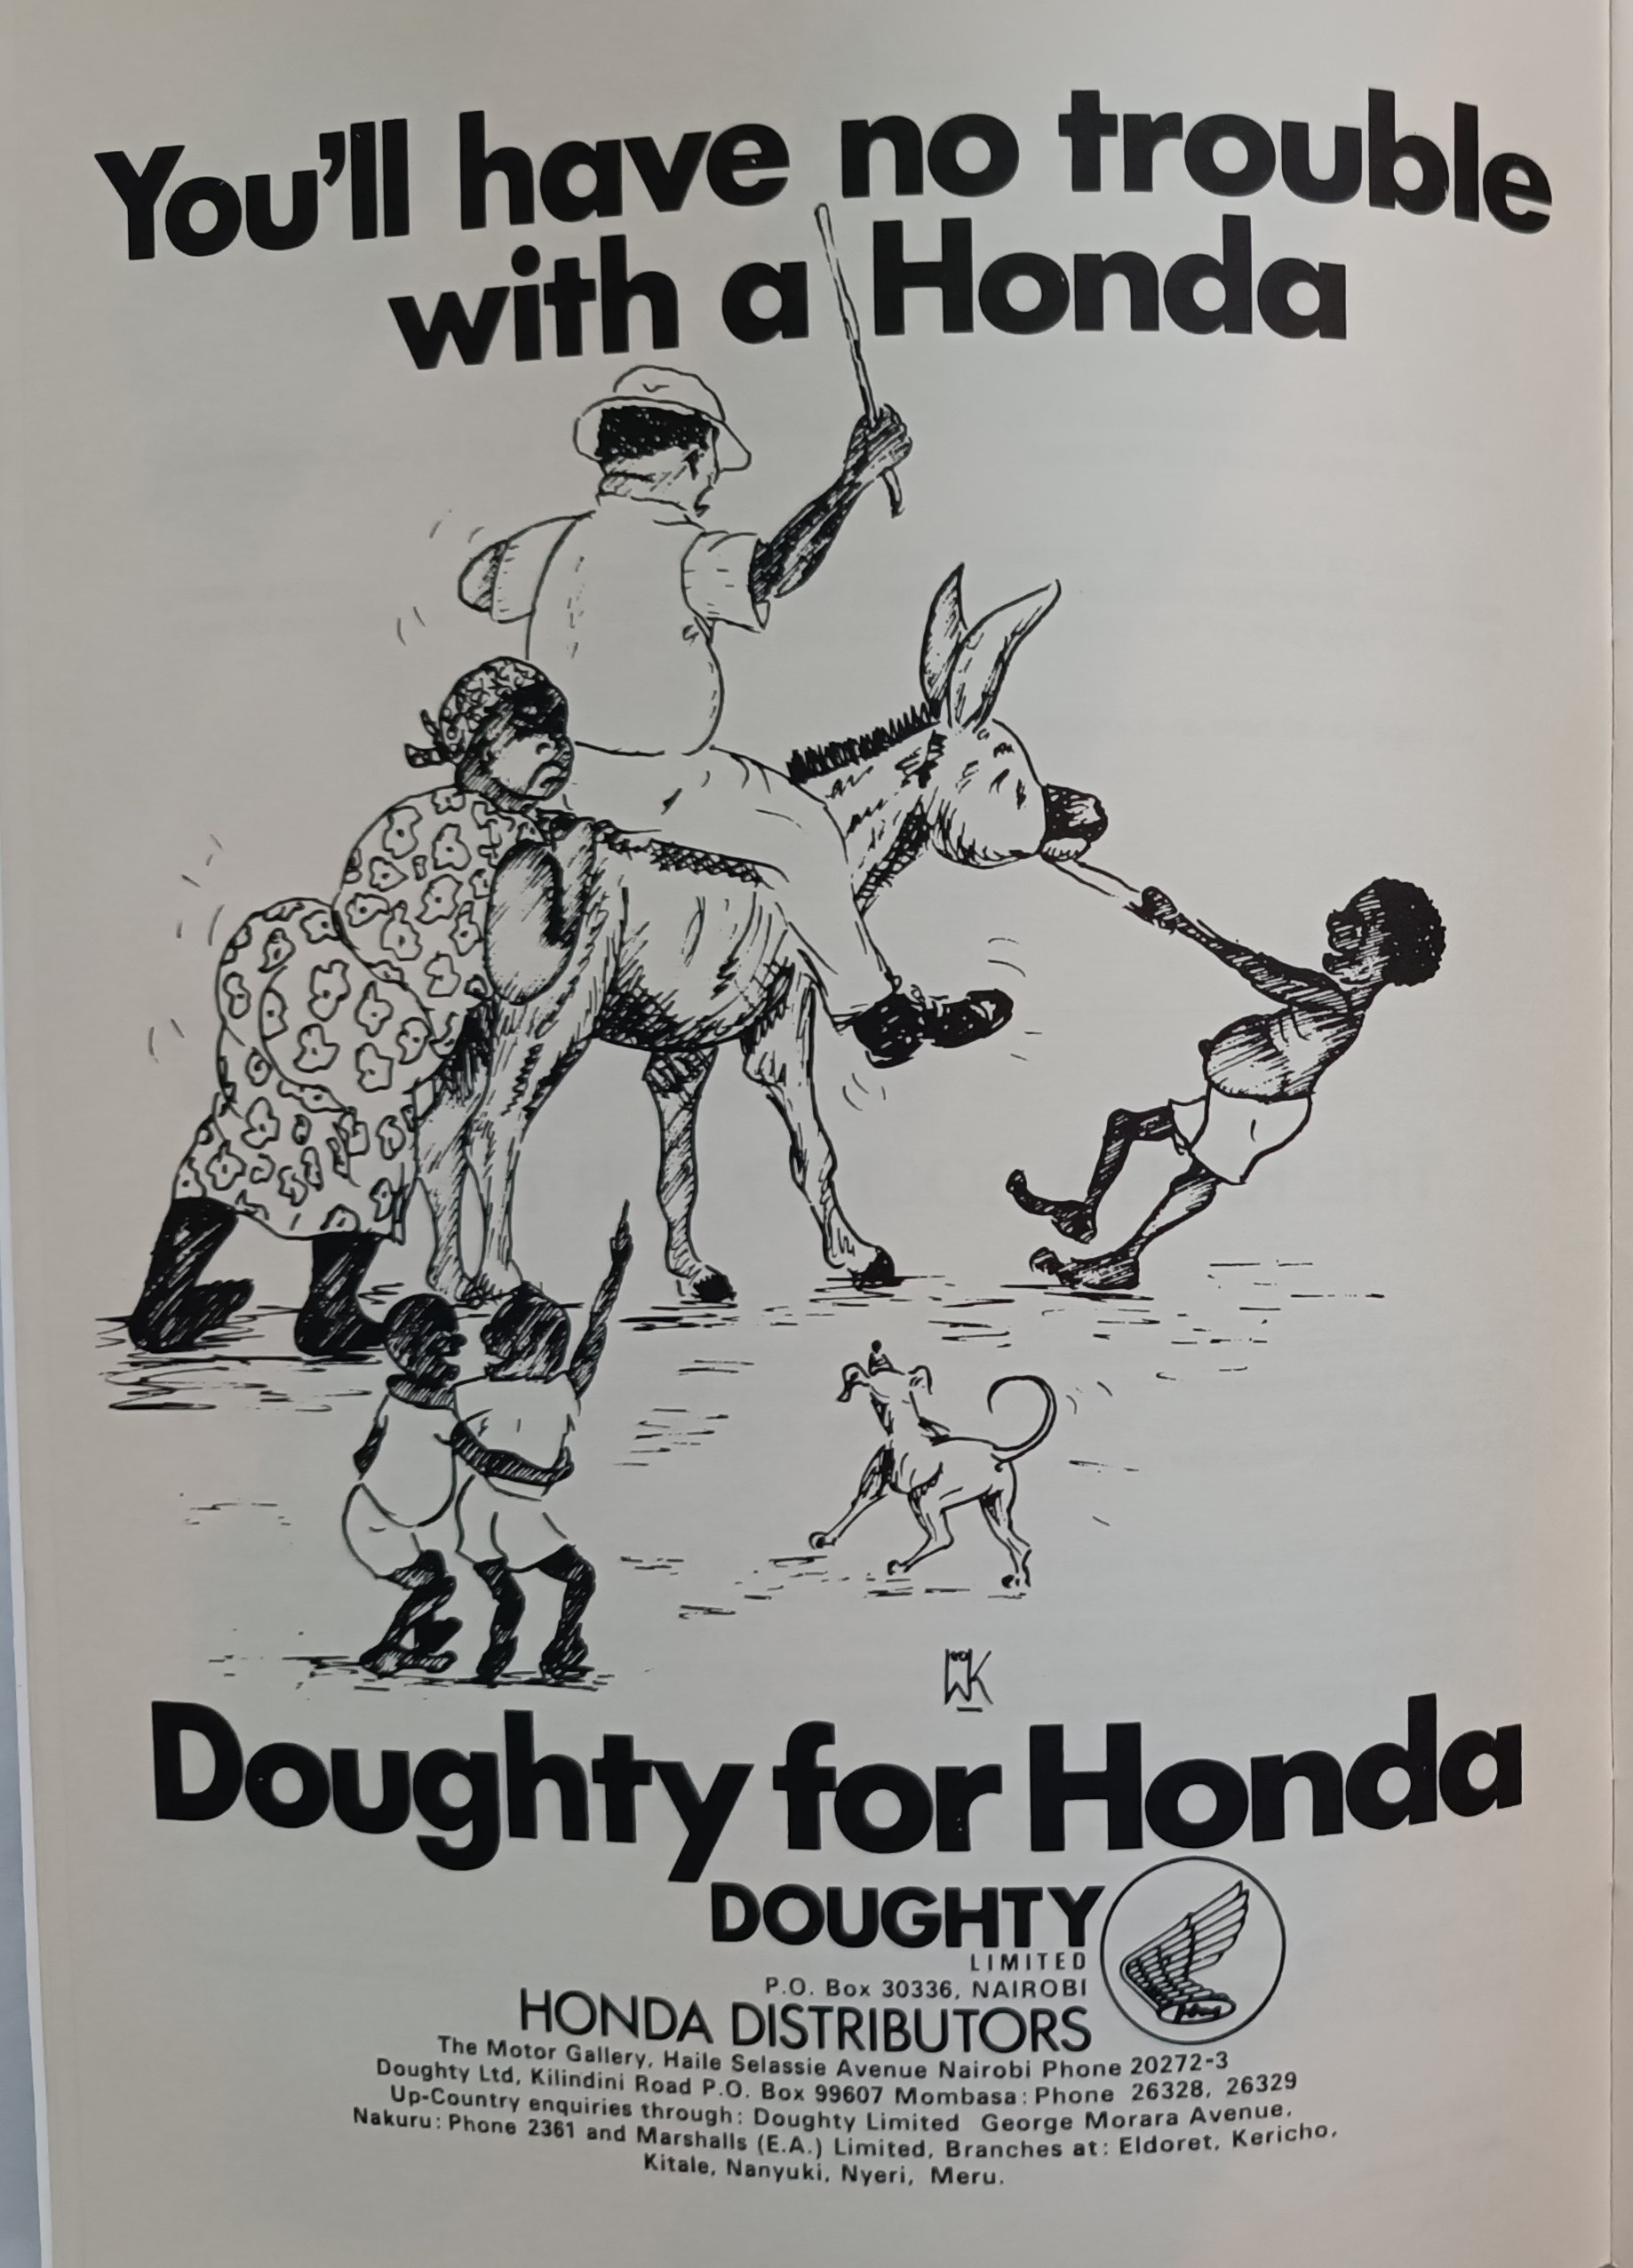 You'll have no trouble
with a Honda
WK
Doughty for Honda
DOUGHTY
LIMITED
P.O. Box 30336, NAIROBI
HONDA DISTRIBUTORS
The Motor Gallery, Haile Selassie Avenue Nairobi Phone 20272-3
Doughty Ltd, Kilindini Road P.O. Box 99607 Mombasa: Phone 26328, 26329
Up-Country enquiries through: Doughty Limited George Morara Avenue,
Nakuru: Phone 2361 and Marshalls (E.A.) Limited, Branches at: Eldoret, Kericho,
Kitale, Nanyuki, Nyeri, Meru.